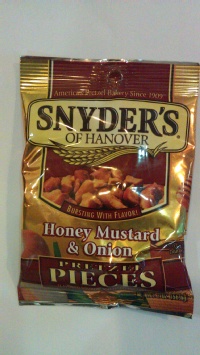 America's Pretzel Bakery Since 1909
SNYDER'S
OF HANOVER
BURSTING WITH FLAVOR!
Honey Mustard
& Onion
PRETZEL
PIECES